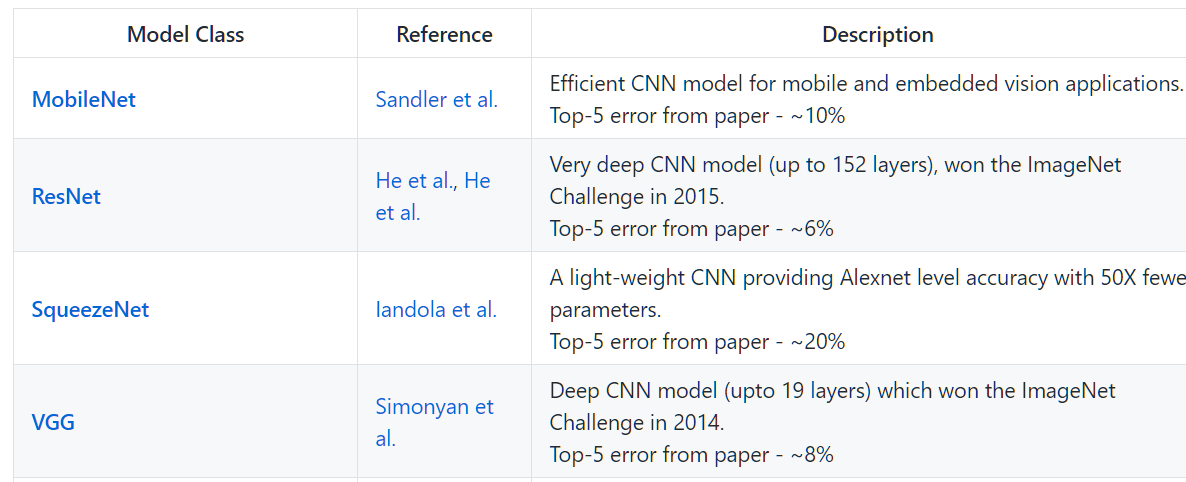 Model Class Reference Description
MobileNet
Sandler et al.
Efficient CNN model for mobile and embedded vision applications.
Top-5 error from paper - ~10%
ResNet
He et al., He
et al.
Very deep CNN model (up to 152 layers), won the ImageNet
Challenge in 2015.
Top-5 error from paper - ~6%
SqueezeNet
Iandola et al.
A light-weight CNN providing Alexnet level accuracy with 50X fewe
parameters.
Top-5 error from paper - ~20%
VGG
Simonyan et
al.
Deep CNN model (upto 19 layers) which won the ImageNet
Challenge in 2014.
Top-5 error from paper - ~8%